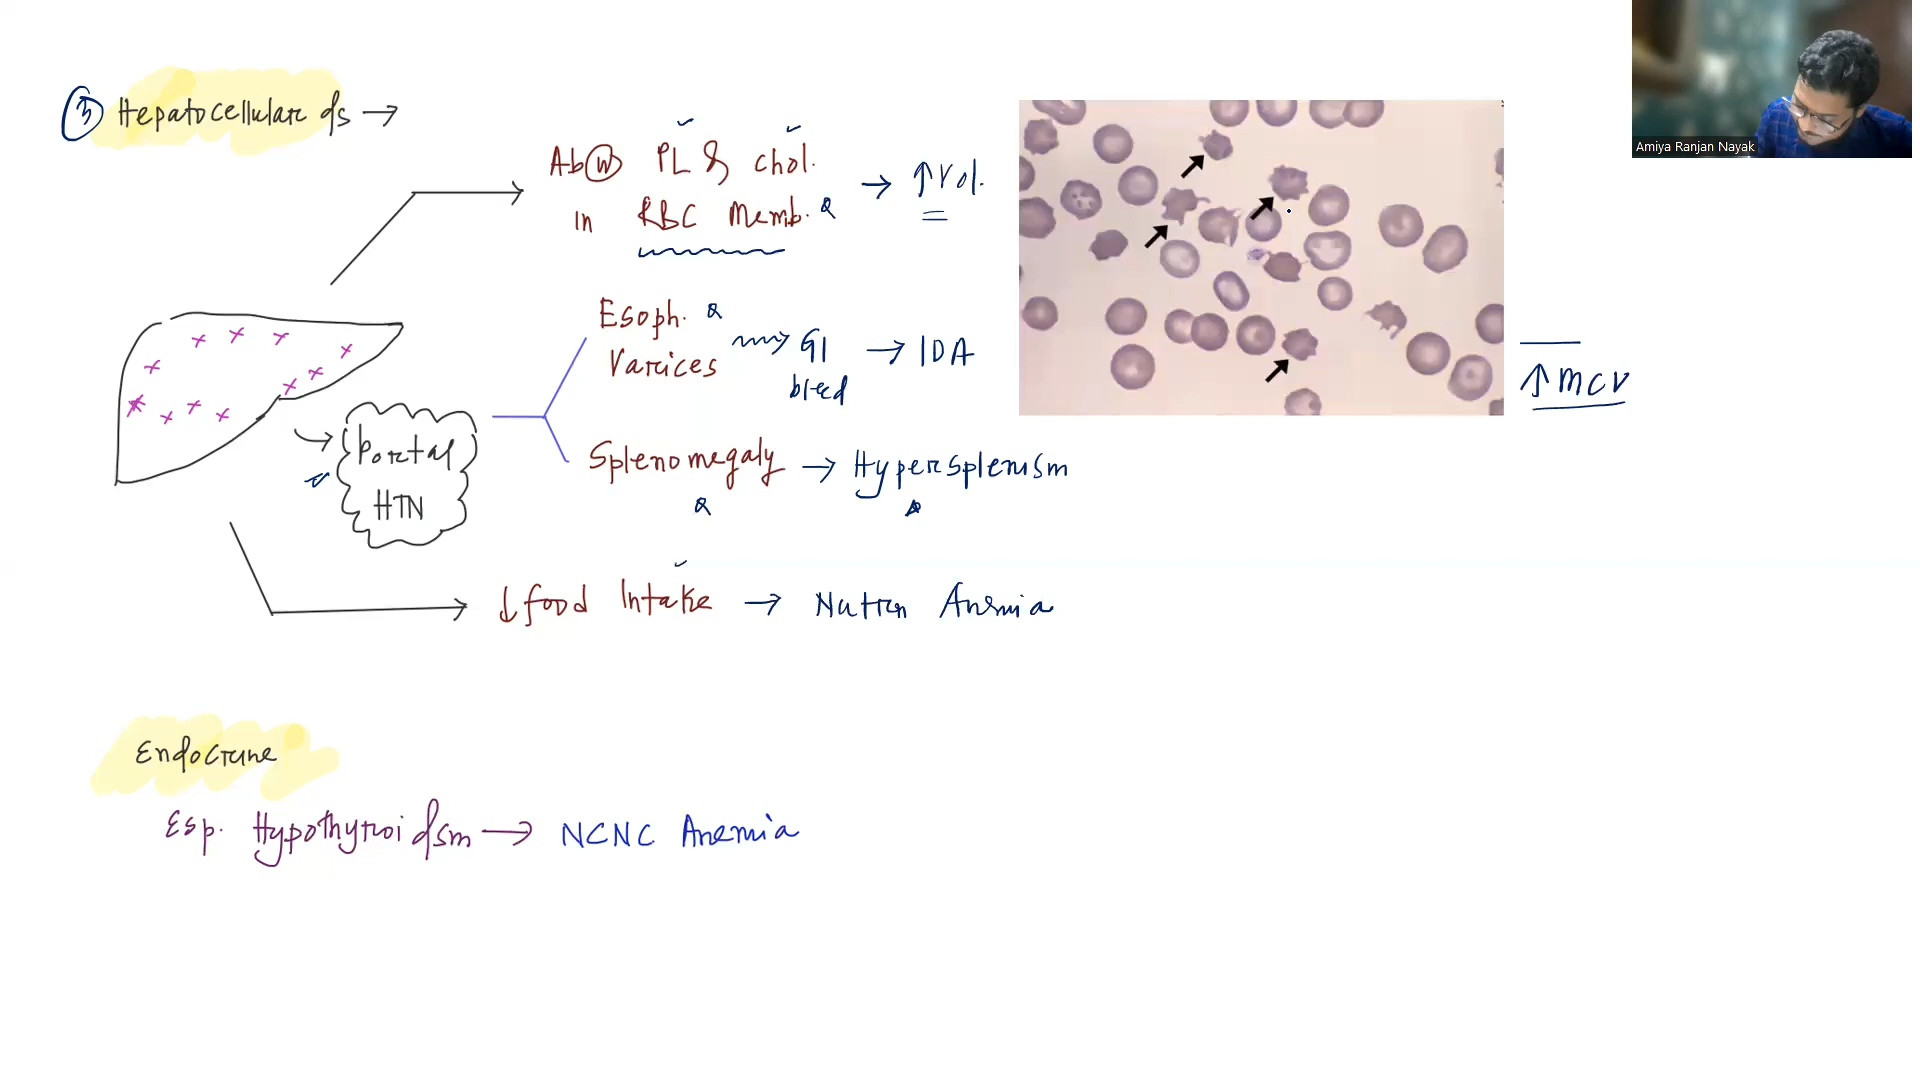 ③ Hepatocellular ds →
Ab(N) PL & chol. → ↑Vol.
in RBC Memb.
Esoph. Varices → GI bleed → IDA
Portal HTN
Splenomegaly → Hypersplenism
↓ food Intake → Nutrn Anemia
↑ MCV
Amiya Ranjan Nayak
Endocrine
Esp. Hypothyroidsm → NCNC Anemia